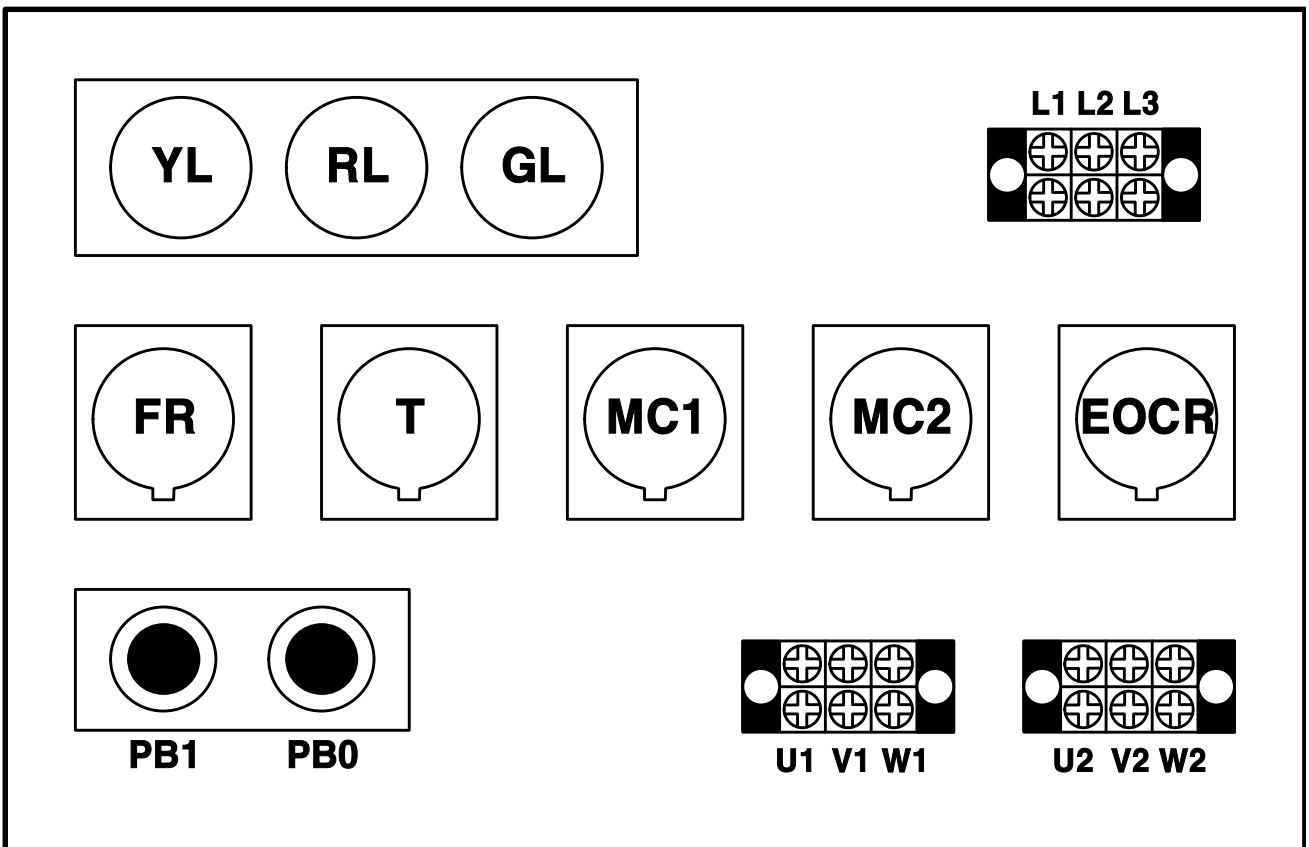 YL RL GL
L1 L2 L3
FR T MC1 MC2 EOCR
PB1 PB0
U1 V1 W1
U2 V2 W2